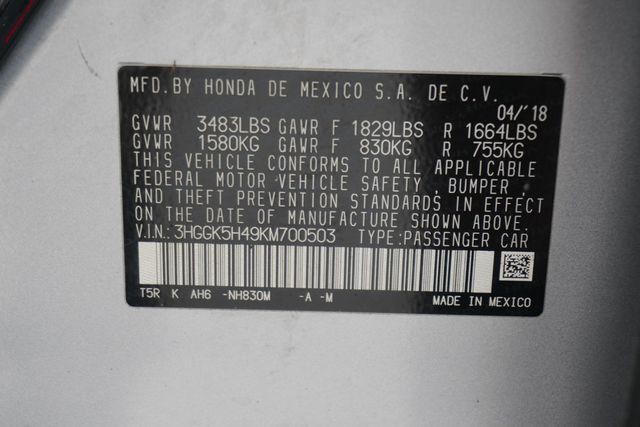 MFD. BY HONDA DE MEXICO S.A. DE C.V.
04/'18
GVWR 3483LBS GAWR F 1829LBS R 1664LBS
GVWR 1580KG GAWR F 830KG R 755KG
THIS VEHICLE CONFORMS TO ALL APPLICABLE
FEDERAL MOTOR VEHICLE SAFETY , BUMPER ,
AND THEFT PREVENTION STANDARDS IN EFFECT
ON THE DATE OF MANUFACTURE SHOWN ABOVE.
V.I.N.: 3HGGK5H49KM700503 TYPE:PASSENGER CAR
T5R K AH6 -NH830M -A -M MADE IN MEXICO